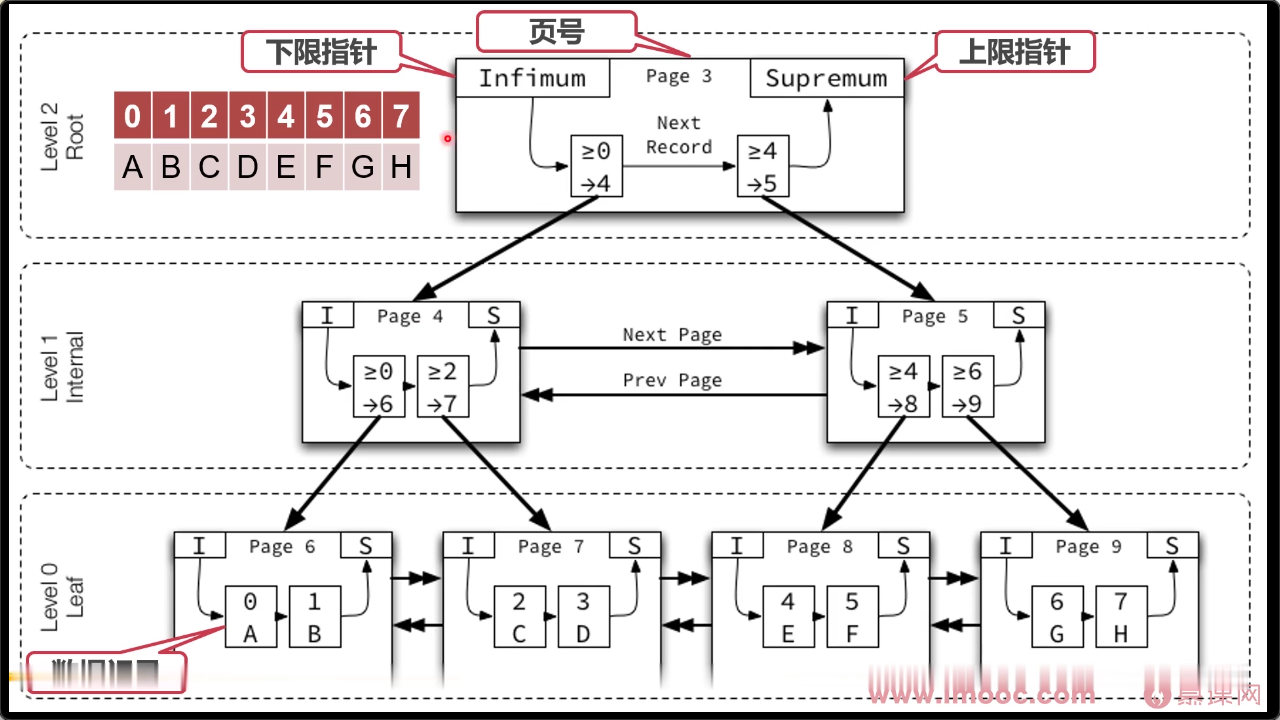 页号
下限指针
上限指针
Infimum
Page 3
Supremum
Level 2
Root
0 1 2 3 4 5 6 7
A B C D E F G H
Next
Record
≥0
→4
≥4
→5
Level 1
Internal
I
Page 4
S
≥0
→6
≥2
→7
Next Page
Prev Page
I
Page 5
S
≥4
→8
≥6
→9
Level 0
Leaf
I
Page 6
S
0
A
1
B
I
Page 7
S
2
C
3
D
I
Page 8
S
4
E
5
F
I
Page 9
S
6
G
7
H
www.imooc.com
慕课网